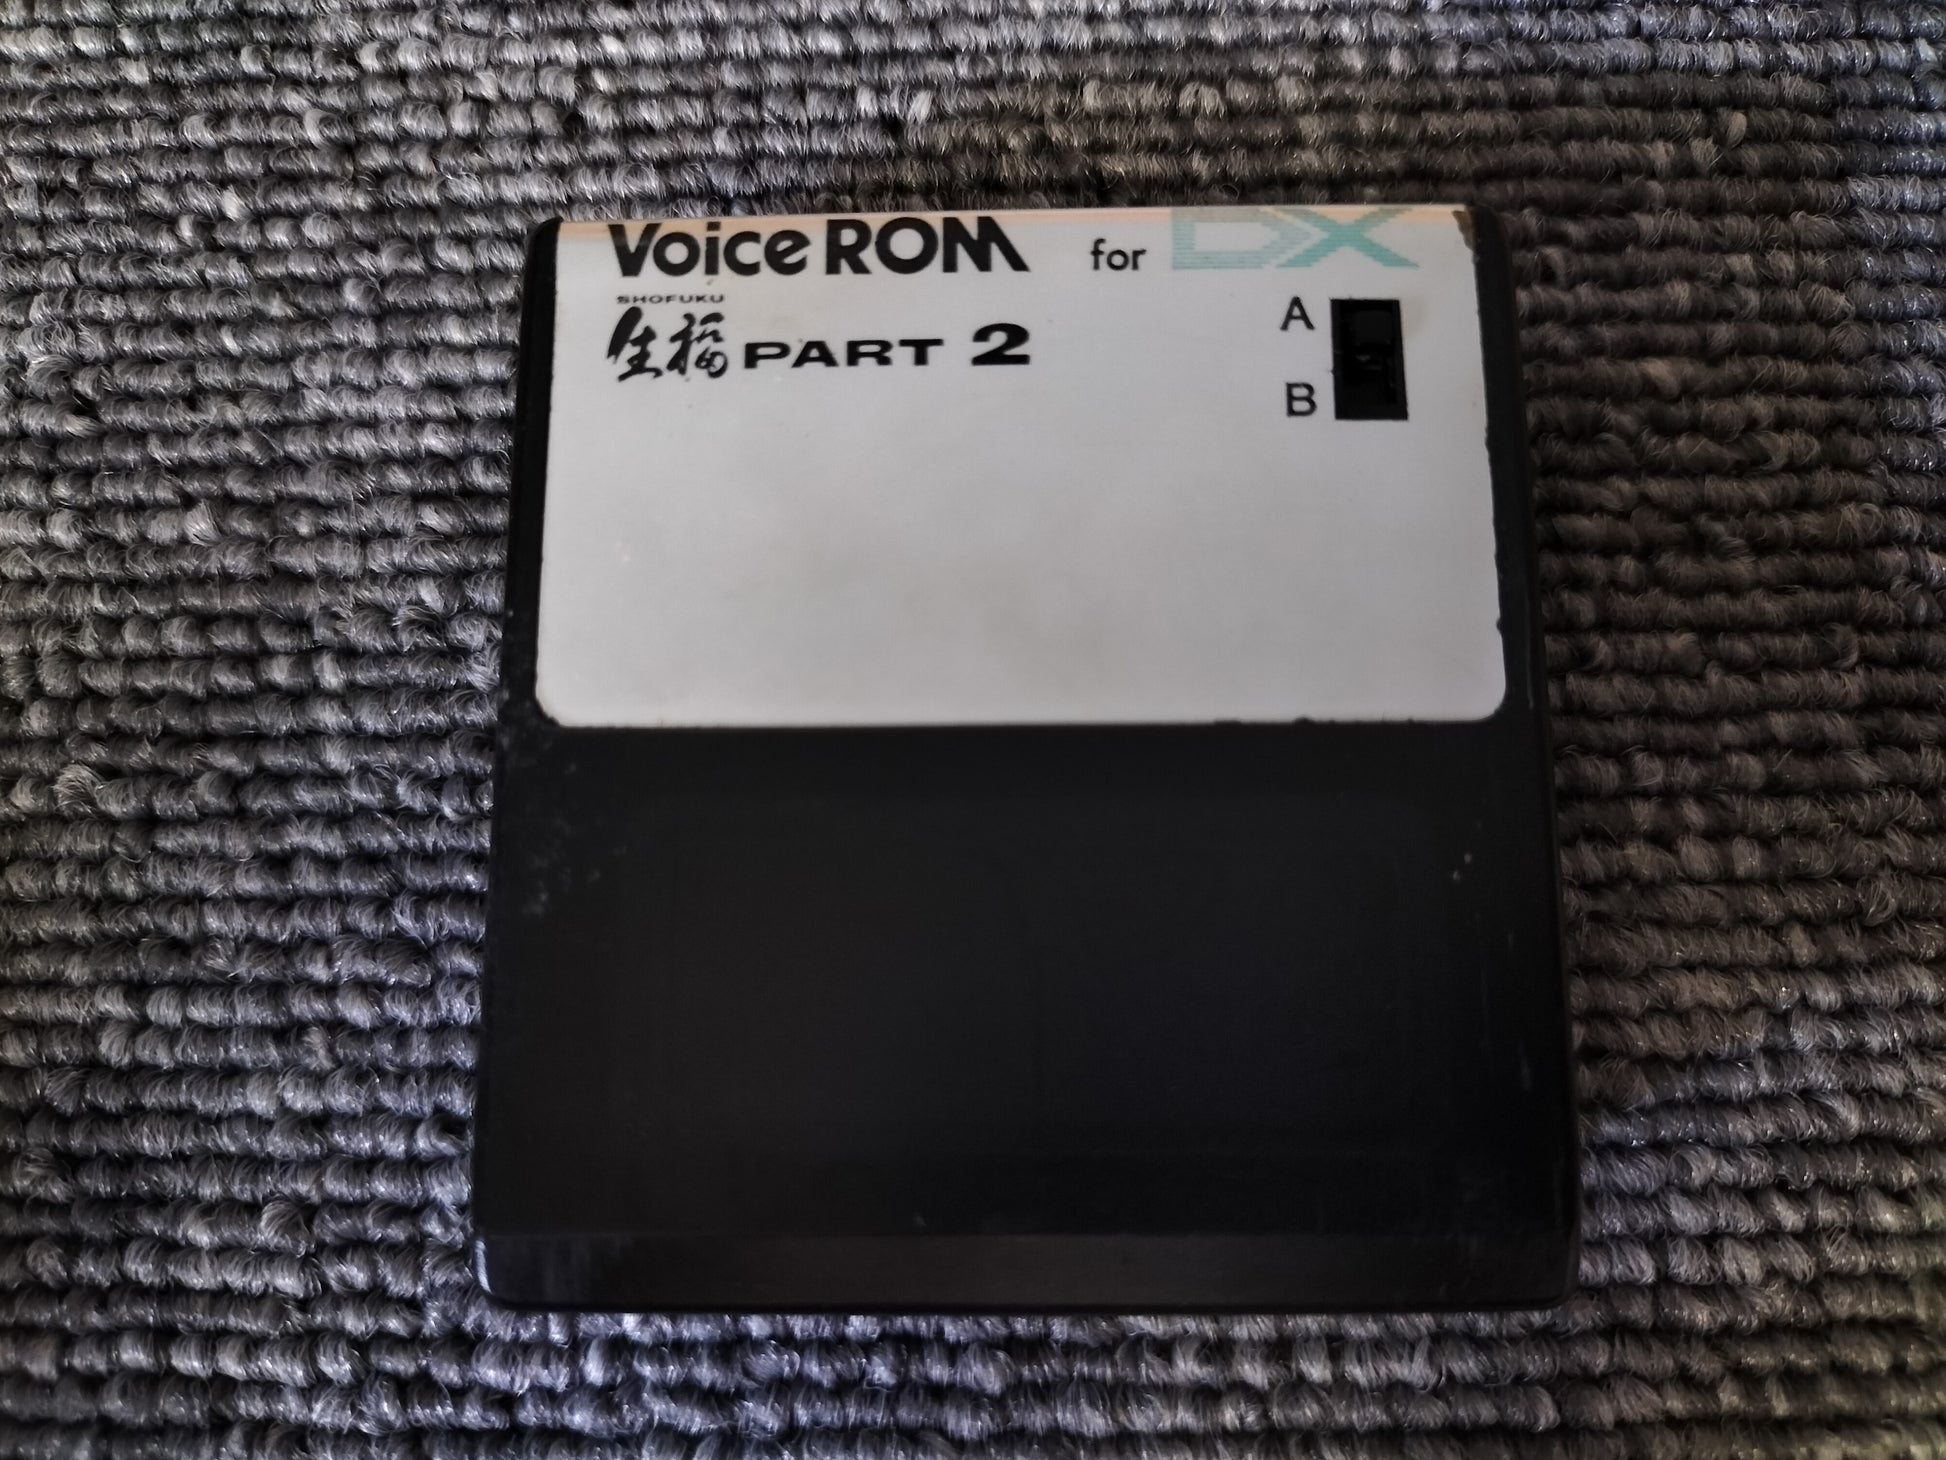 Voice ROM for DX
SHOFUKU
生福 PART 2
A
B